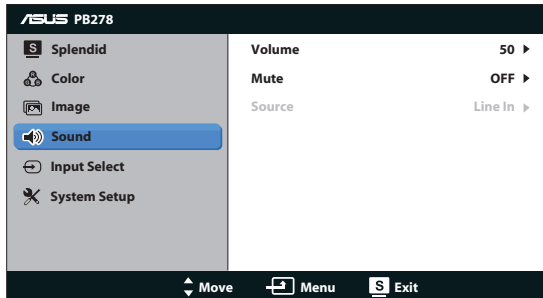 ASUS PB278
S Splendid
Color
Image
Sound
Input Select
System Setup
Volume 50
Mute OFF
Source Line In
Move Menu S Exit